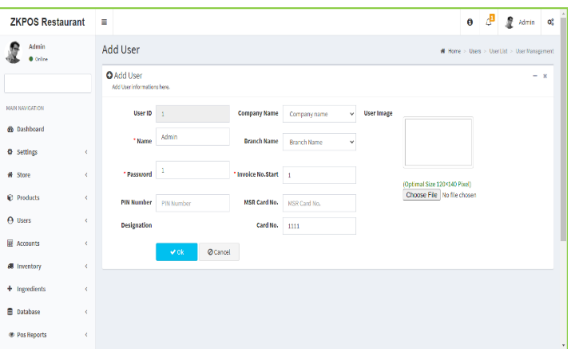 ZKPOS Restaurant
Admin
Admin
Online
Add User
Home > Users > User List > User Management
Add User
Add User Informations here.
User ID 1 Company Name Company name User Image
* Name Admin Branch Name Branch Name
* Password 1 * Invoice No.Start 1
(Optimal Size 120×140 Pixel)
Choose File No file chosen
PIN Number PIN Number MSR Card No. MSR Card No.
Designation Card No. 1111
Ok Cancel
MAIN NAVIGATION
Dashboard
Settings
Store
Products
Users
Accounts
Inventory
Ingredients
Database
Pos Reports